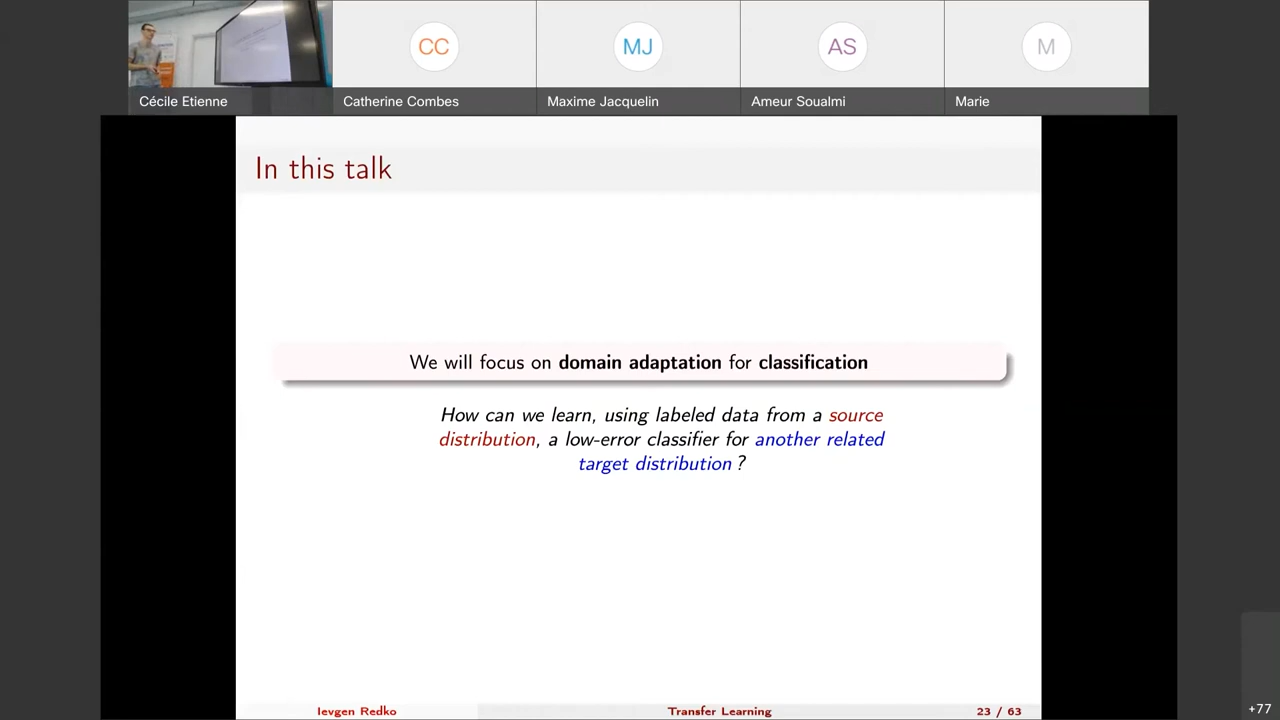 CC
MJ
AS
M
Cécile Etienne
Catherine Combes
Maxime Jacquelin
Ameur Soualmi
Marie
In this talk
We will focus on domain adaptation for classification
How can we learn, using labeled data from a source
distribution, a low-error classifier for another related
target distribution ?
Ievgen Redko
Transfer Learning
23 / 63
+77